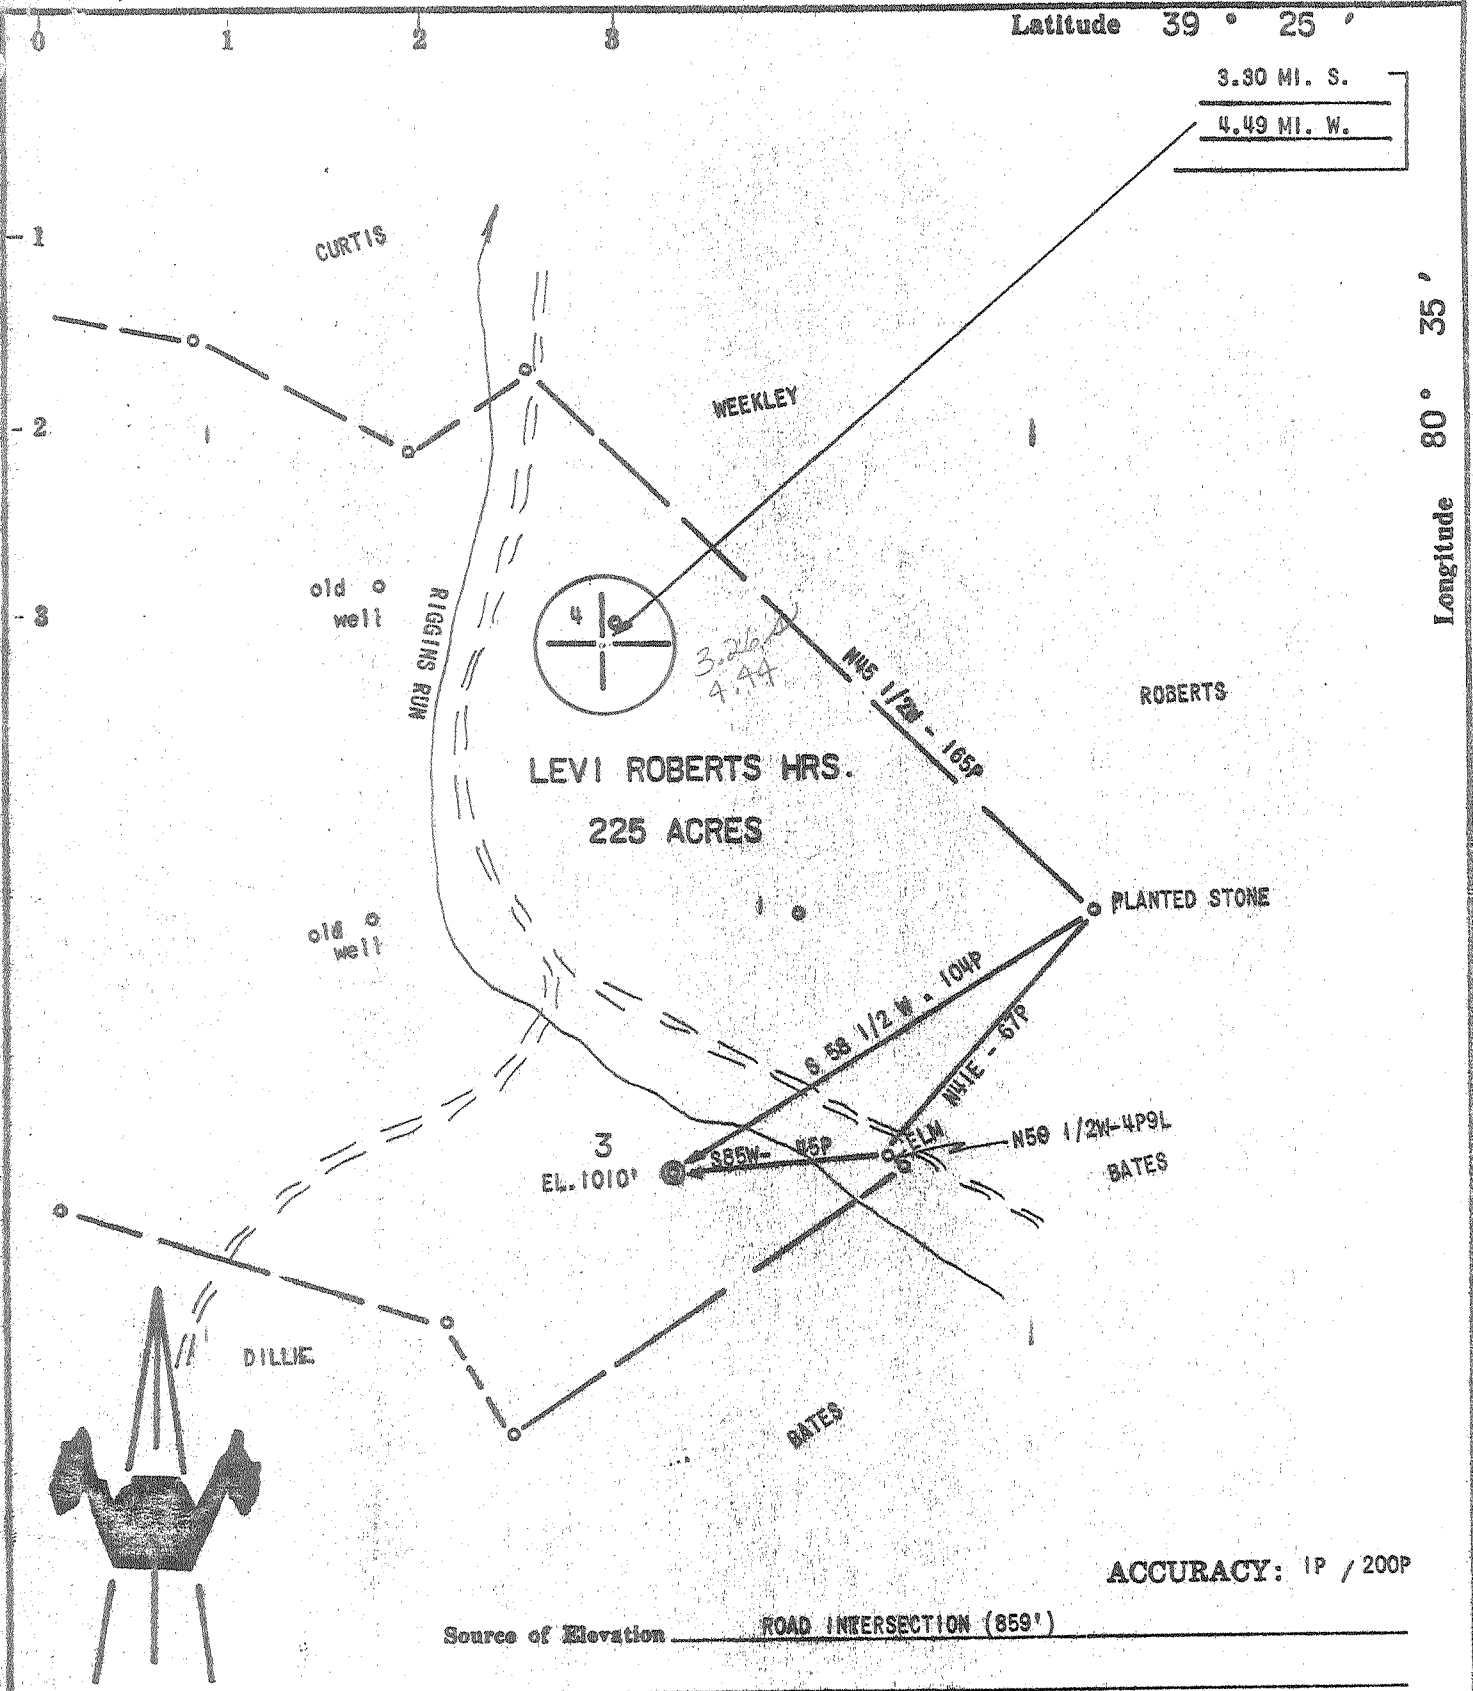 0 1 2 3
Latitude 39 ° 25 '
3.30 MI. S.
4.49 MI. W.
Longitude 80 ° 35 '
1
CURTIS
2
WEEKLEY
3
old
well
RIGGINS RUN
4
3.26 S
4.44
N45 1/2W - 165P
ROBERTS
LEVI ROBERTS HRS.
225 ACRES
1
PLANTED STONE
old
well
S 58 1/2 W - 104P
N41E - 67P
ELM
N50 1/2W-4P9L
3
S85W- 45P
EL.1010'
BATES
DILLIE
BATES
ACCURACY: 1P / 200P
Source of Elevation ROAD INTERSECTION (859')